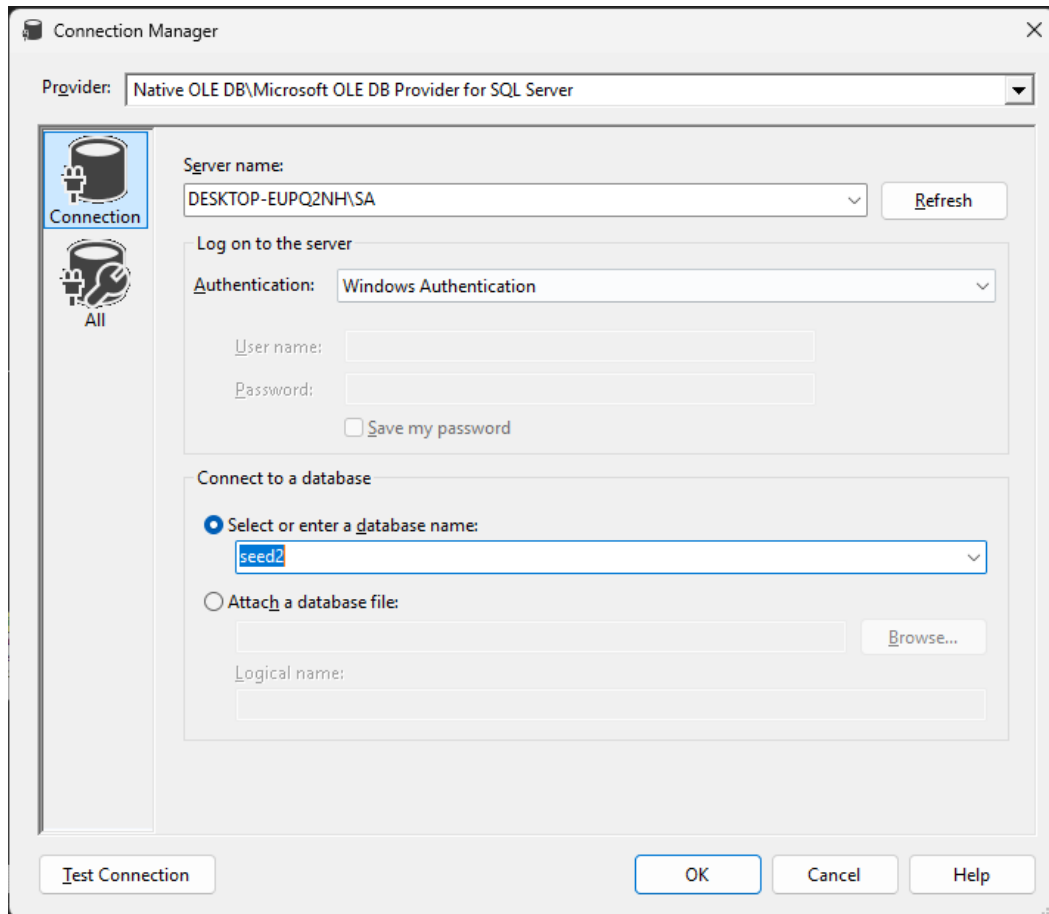 Connection Manager
Provider: Native OLE DB\Microsoft OLE DB Provider for SQL Server
Connection
All
Server name:
DESKTOP-EUPQ2NH\SA
Refresh
Log on to the server
Authentication: Windows Authentication
User name:
Password:
Save my password
Connect to a database
Select or enter a database name:
seed2
Attach a database file:
Browse...
Logical name:
Test Connection OK Cancel Help